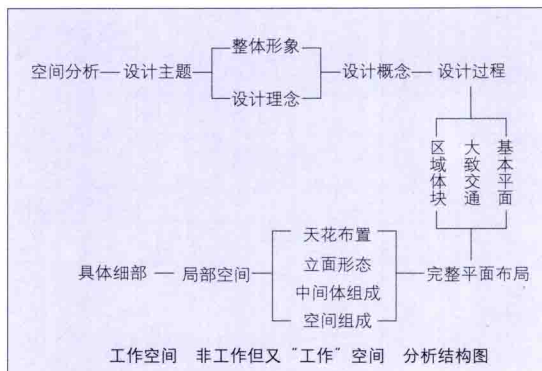 整体形象
空间分析 设计主题 设计概念 设计过程
设计理念
区域体块
大致交通
基本平面
天花布置
立面形态
具体细部 局部空间 完整平面布局
中间体组成
空间组成
工作空间 非工作但又“工作”空间 分析结构图